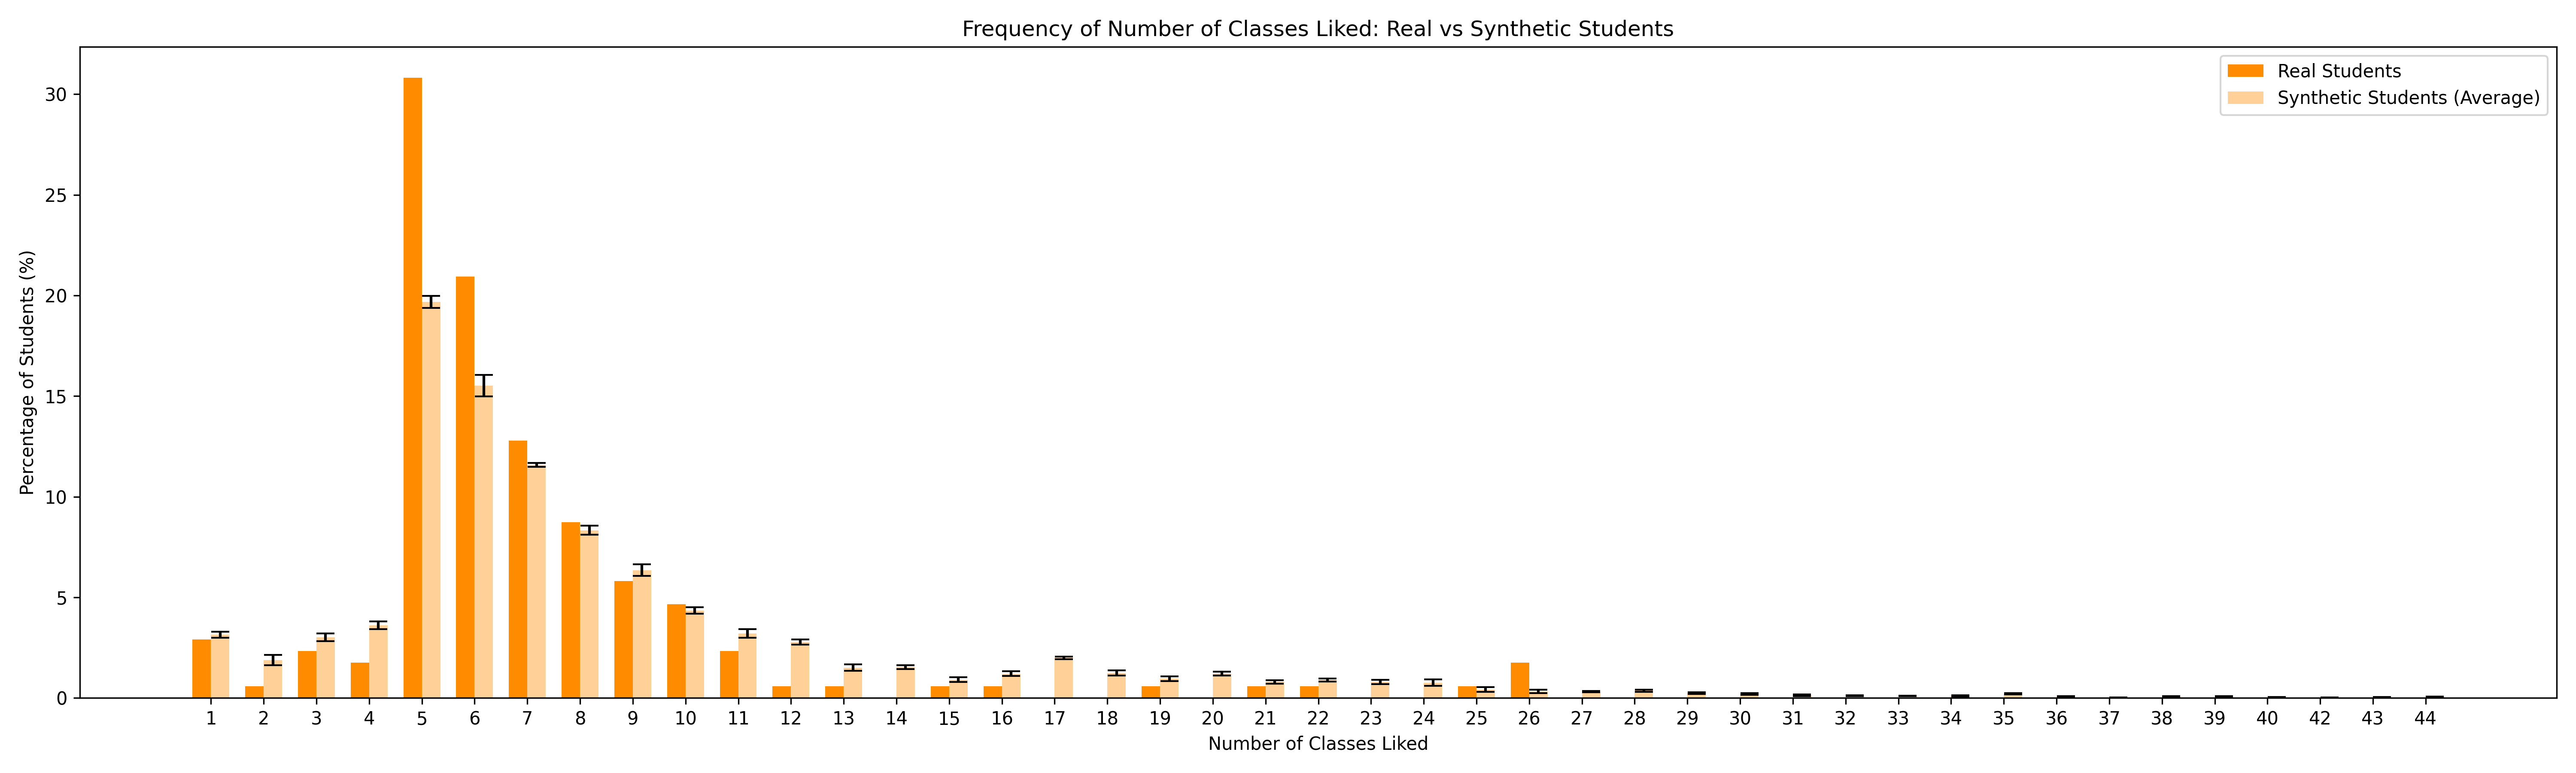 Frequency of Number of Classes Liked: Real vs Synthetic Students
Real Students
Synthetic Students (Average)
Percentage of Students (%)
30
25
20
15
10
5
0
1 2 3 4 5 6 7 8 9 10 11 12 13 14 15 16 17 18 19 20 21 22 23 24 25 26 27 28 29 30 31 32 33 34 35 36 37 38 39 40 42 43 44
Number of Classes Liked